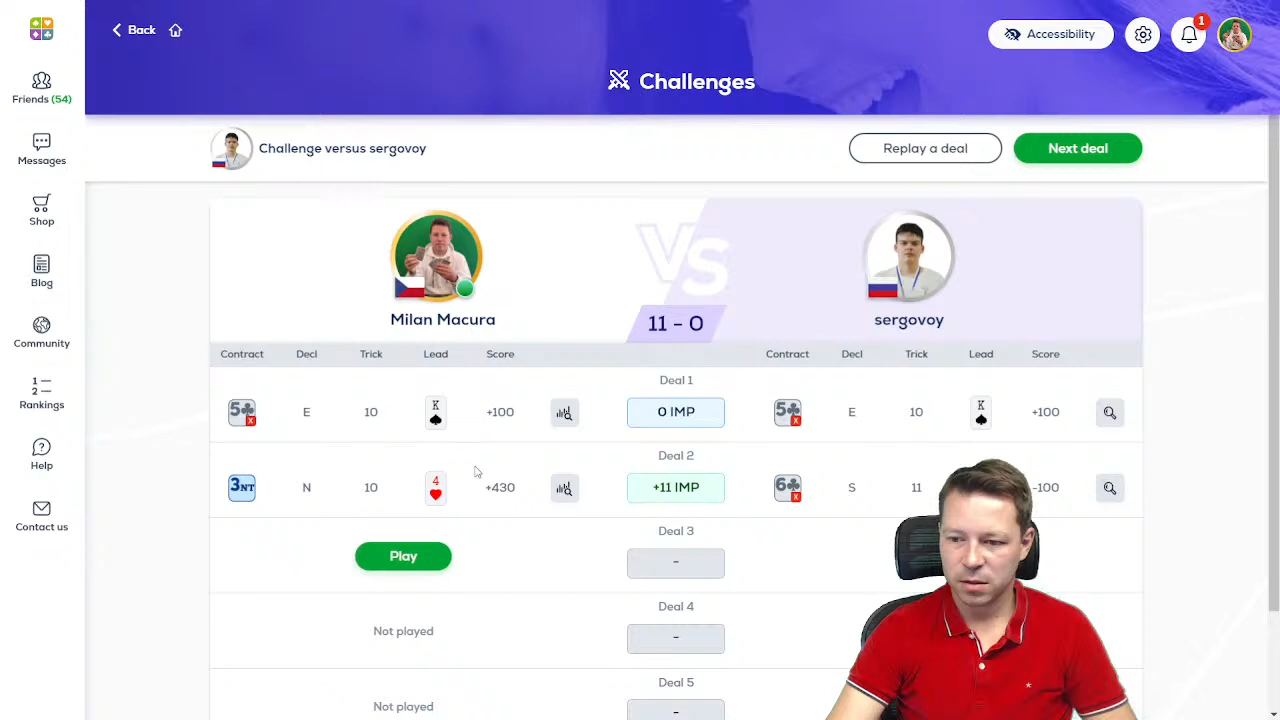 Back
Accessibility
1
Friends (54)
Challenges
Challenge versus sergovoy
Replay a deal
Next deal
Messages
Shop
Blog
Community
1
2
Rankings
Help
Contact us
VS
Milan Macura
11 - 0
sergovoy
Contract Decl Trick Lead Score Contract Decl Trick Lead Score
Deal 1
5♣ X E 10 K♠ +100 0 IMP 5♣ X E 10 K♠ +100
Deal 2
3NT N 10 4♥ +430 +11 IMP 6♣ X S 11 -100
Deal 3
Play -
Deal 4
Not played -
Deal 5
Not played -